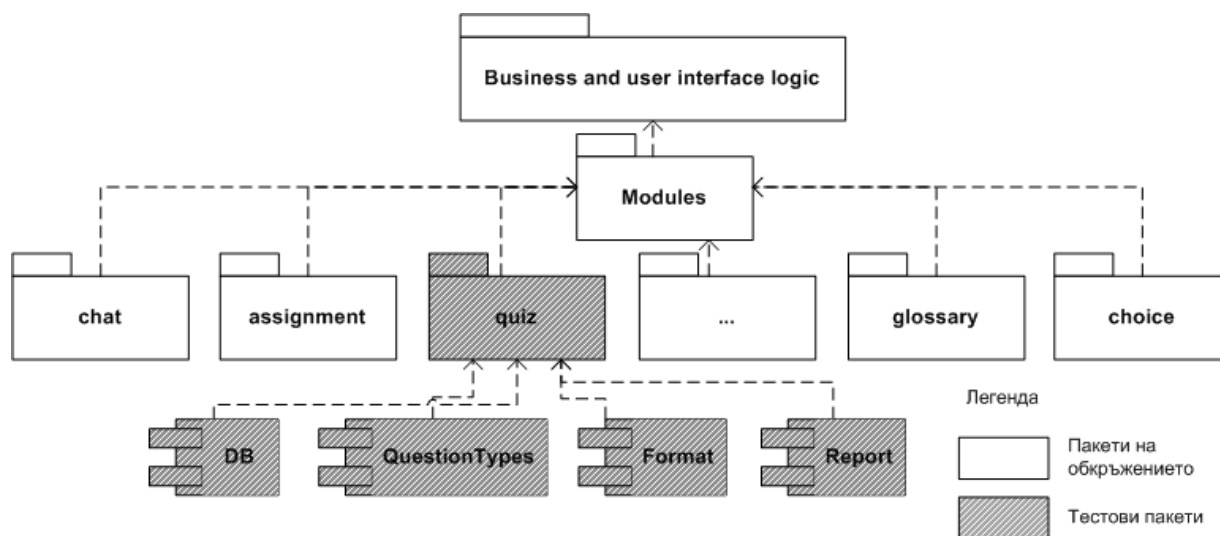 Business and user interface logic
Modules
chat
assignment
quiz
...
glossary
choice
DB
QuestionTypes
Format
Report
Легенда
Пакети на
обкръжението
Тестови пакети